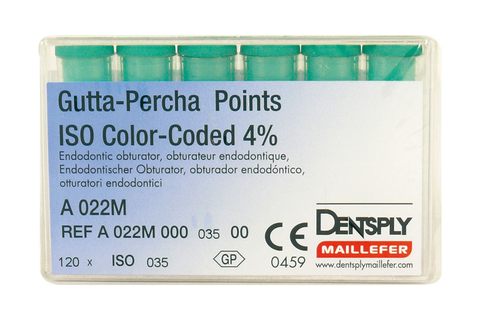 Gutta-Percha Points
ISO Color-Coded 4%
Endodontic obturator, obturateur endodontique,
Endodontischer Obturator, obturador endodóntico,
otturatori endodontici
A 022M
REF A 022M 000 035 00
120 x ISO 035
GP
CE
0459
DENTSPLY
MAILLEFER
www.dentsplymaillefer.com